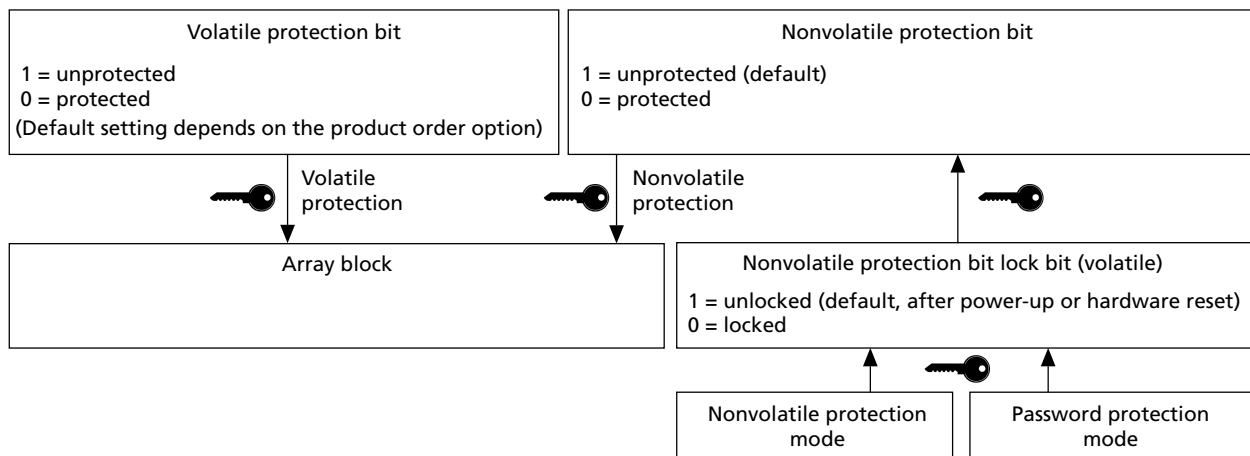 Volatile protection bit
1 = unprotected
0 = protected
(Default setting depends on the product order option)
Nonvolatile protection bit
1 = unprotected (default)
0 = protected
Volatile
protection
Nonvolatile
protection
Array block
Nonvolatile protection bit lock bit (volatile)
1 = unlocked (default, after power-up or hardware reset)
0 = locked
Nonvolatile protection
mode
Password protection
mode